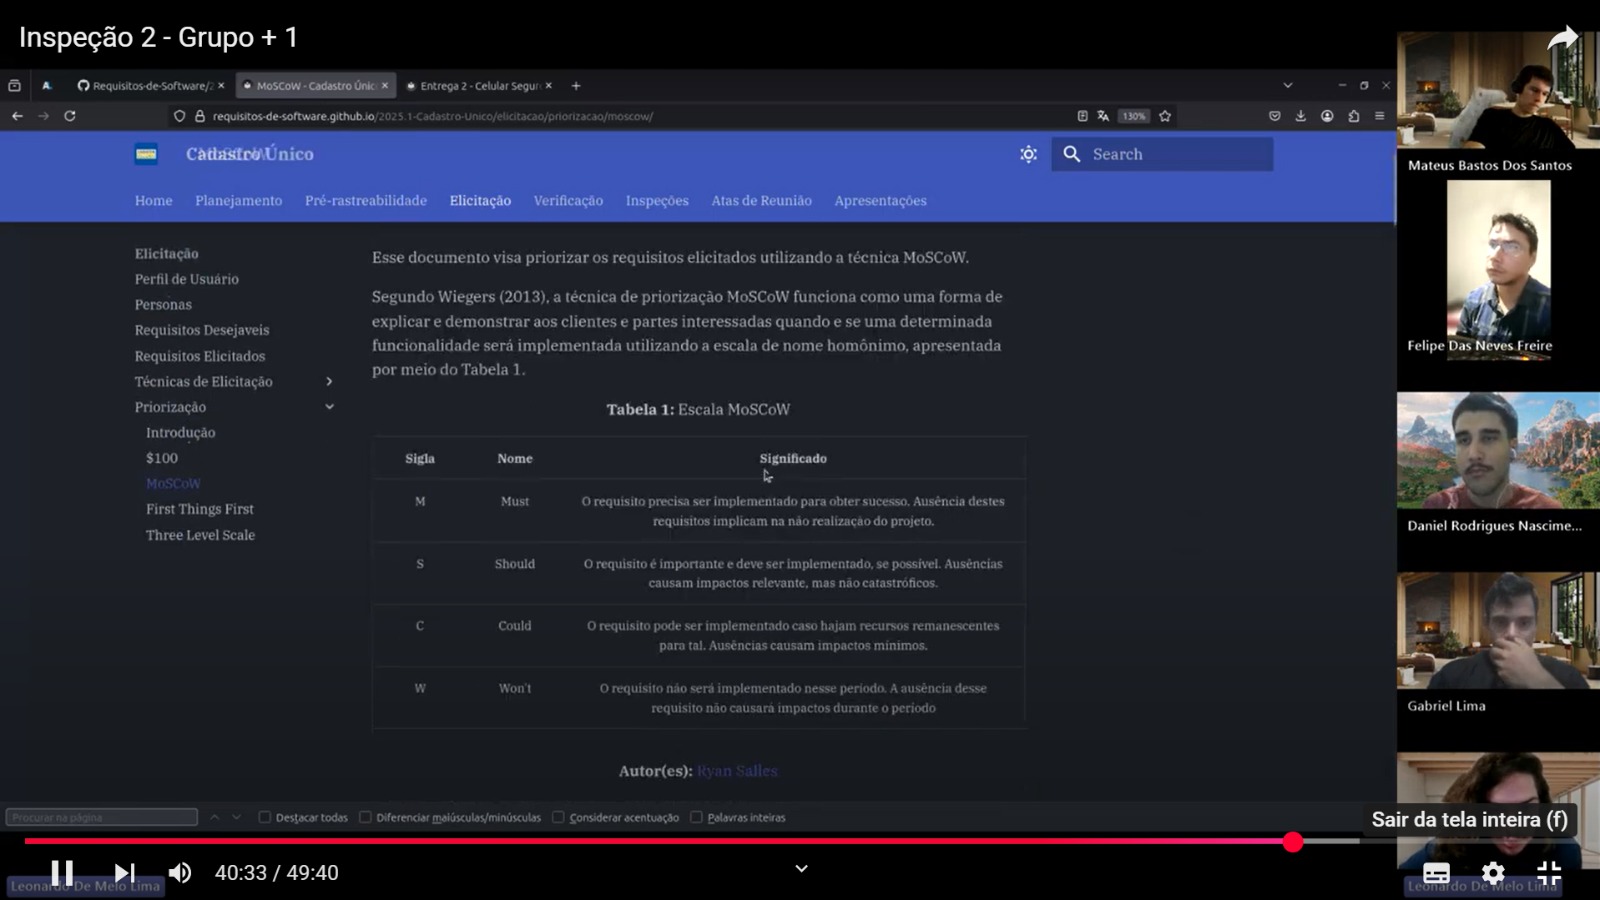 Inspeção 2 - Grupo + 1
Requisitos-de-Software/2
MoSCoW - Cadastro Únic
Entrega 2 - Celular Segur
requisitos-de-software.github.io/2025.1-Cadastro-Unico/elicitacao/priorizacao/moscow/
130%
Cadastro Único
Search
Home
Planejamento
Pré-rastreabilidade
Elicitação
Verificação
Inspeções
Atas de Reunião
Apresentações
Elicitação
Perfil de Usuário
Personas
Requisitos Desejaveis
Requisitos Elicitados
Técnicas de Elicitação
Priorização
Introdução
$100
MoSCoW
First Things First
Three Level Scale
Esse documento visa priorizar os requisitos elicitados utilizando a técnica MoSCoW.
Segundo Wiegers (2013), a técnica de priorização MoSCoW funciona como uma forma de
explicar e demonstrar aos clientes e partes interessadas quando e se uma determinada
funcionalidade será implementada utilizando a escala de nome homônimo, apresentada
por meio do Tabela 1.
Tabela 1: Escala MoSCoW
Sigla Nome Significado
M Must O requisito precisa ser implementado para obter sucesso. Ausência destes
requisitos implicam na não realização do projeto.
S Should O requisito é importante e deve ser implementado, se possível. Ausências
causam impactos relevante, mas não catastróficos.
C Could O requisito pode ser implementado caso hajam recursos remanescentes
para tal. Ausências causam impactos mínimos.
W Won't O requisito não será implementado nesse período. A ausência desse
requisito não causará impactos durante o período
Autor(es): Ryan Salles
Procurar na página
Destacar todas
Diferenciar maiúsculas/minúsculas
Considerar acentuação
Palavras inteiras
Mateus Bastos Dos Santos
Felipe Das Neves Freire
Daniel Rodrigues Nascime...
Gabriel Lima
Sair da tela inteira (f)
40:33 / 49:40
Leonardo De Melo Lima
Leonardo De Melo Lima